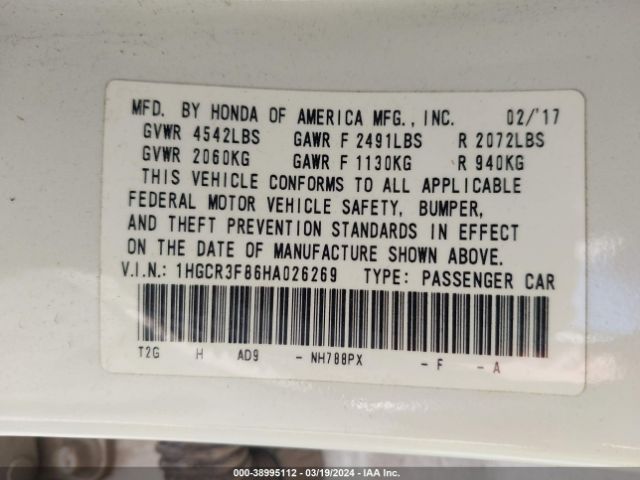 MFD. BY HONDA OF AMERICA MFG., INC. 02/'17
GVWR 4542LBS GAWR F 2491LBS R 2072LBS
GVWR 2060KG GAWR F 1130KG R 940KG
THIS VEHICLE CONFORMS TO ALL APPLICABLE
FEDERAL MOTOR VEHICLE SAFETY, BUMPER,
AND THEFT PREVENTION STANDARDS IN EFFECT
ON THE DATE OF MANUFACTURE SHOWN ABOVE.
V.I.N.: 1HGCR3F86HA026269 TYPE: PASSENGER CAR
T2G H AD9 - NH788PX - F - A
000-38995112 - 03/19/2024 - IAA Inc.